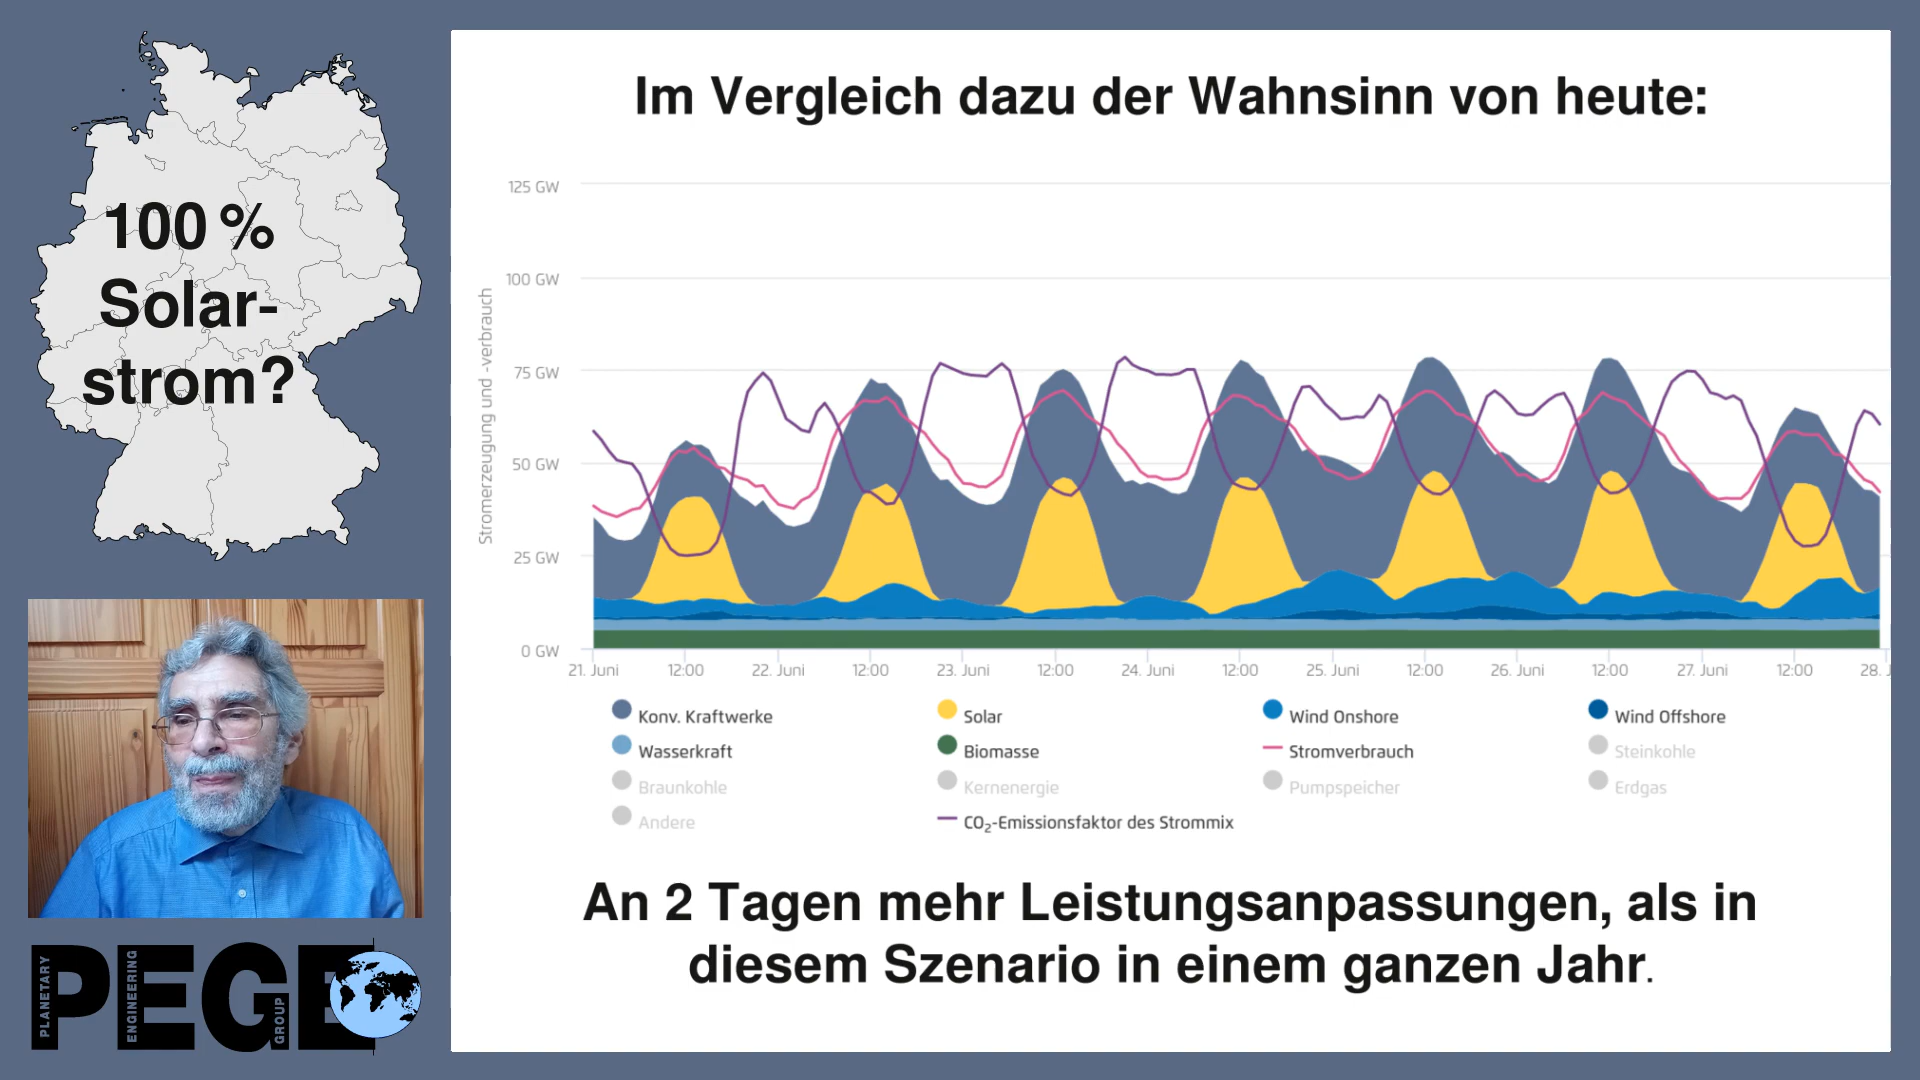 100 %
Solar-
strom?
PLANETARY
ENGINEERING
GROUP
PEGE
Im Vergleich dazu der Wahnsinn von heute:
Stromerzeugung und -verbrauch
125 GW
100 GW
75 GW
50 GW
25 GW
0 GW
21. Juni 12:00 22. Juni 12:00 23. Juni 12:00 24. Juni 12:00 25. Juni 12:00 26. Juni 12:00 27. Juni 12:00 28. J
Konv. Kraftwerke Solar Wind Onshore Wind Offshore
Wasserkraft Biomasse Stromverbrauch Steinkohle
Braunkohle Kernenergie Pumpspeicher Erdgas
Andere CO₂-Emissionsfaktor des Strommix
An 2 Tagen mehr Leistungsanpassungen, als in
diesem Szenario in einem ganzen Jahr.